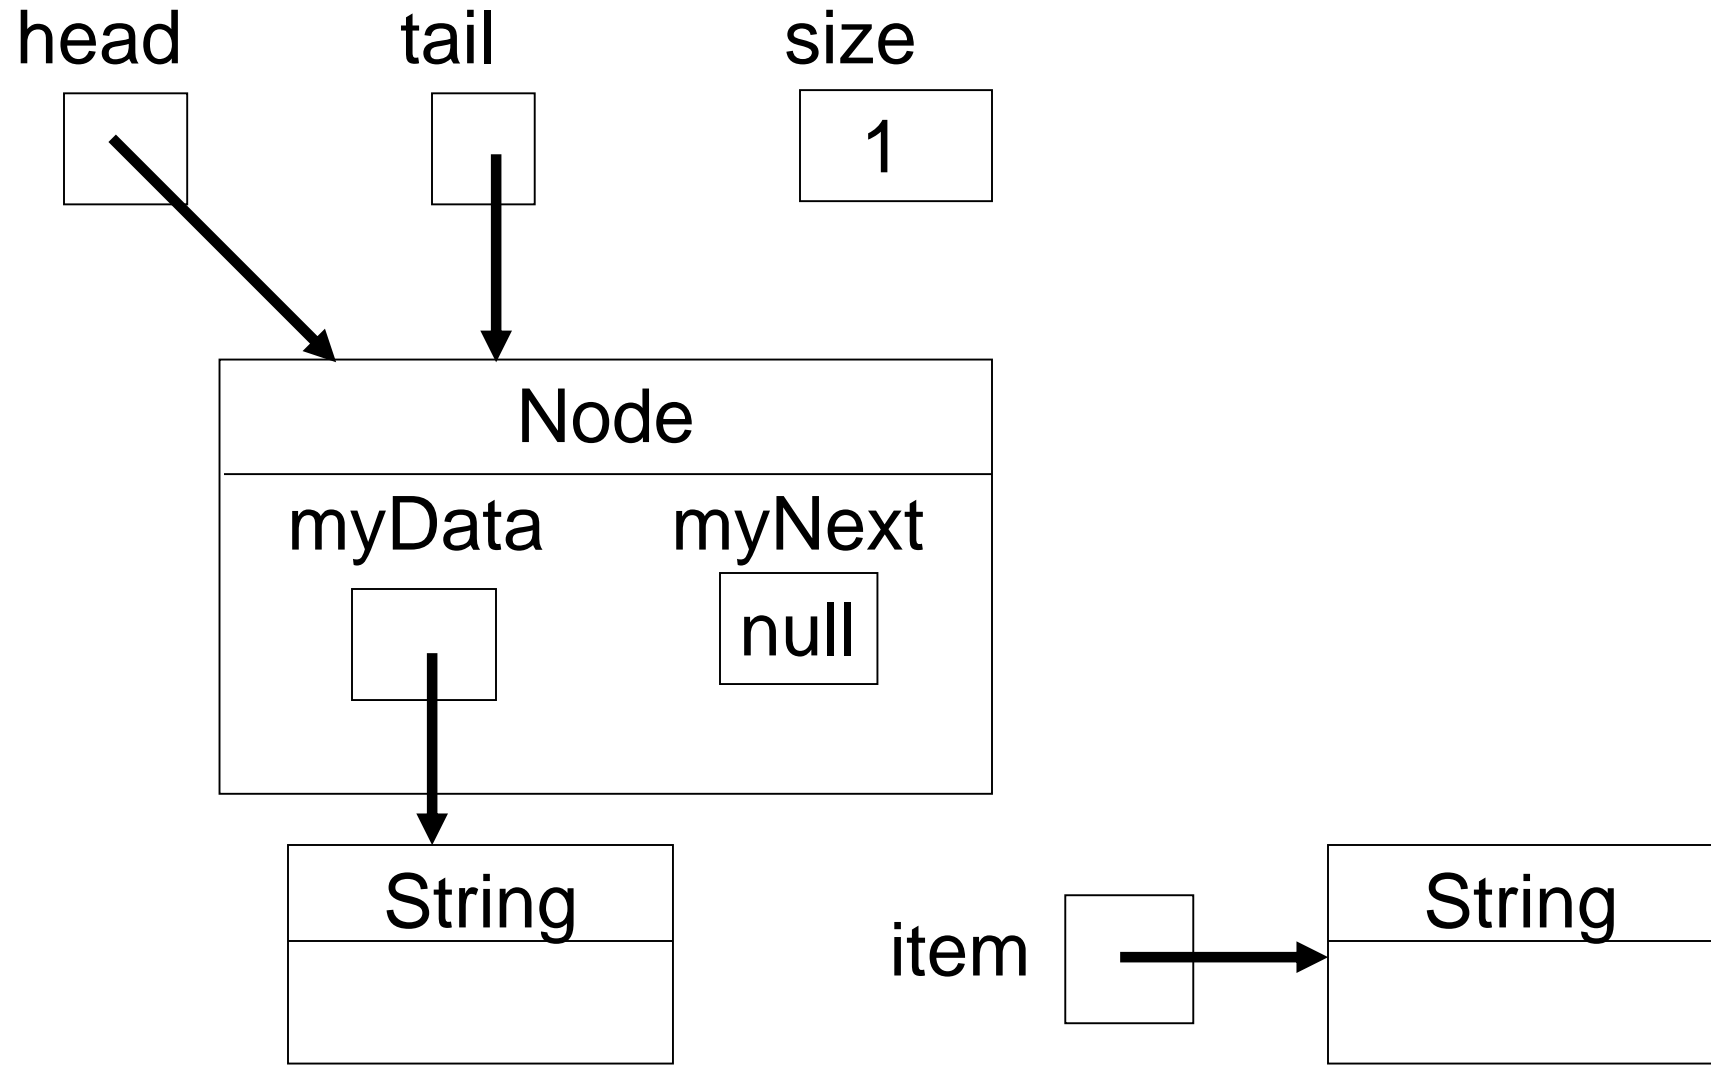 head tail size
1
Node
myData myNext
null
String
item
String